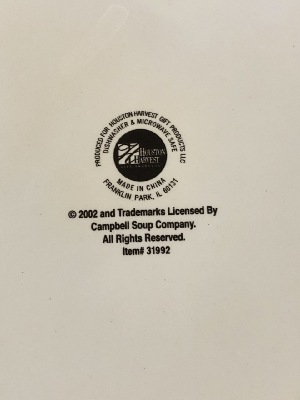 PRODUCED FOR HOUSTON HARVEST GIFT PRODUCTS LLC
DISHWASHER & MICROWAVE SAFE
HOUSTON
HARVEST
MADE IN CHINA
FRANKLIN PARK, IL 60131
© 2002 and Trademarks Licensed By
Campbell Soup Company.
All Rights Reserved.
Item# 31992